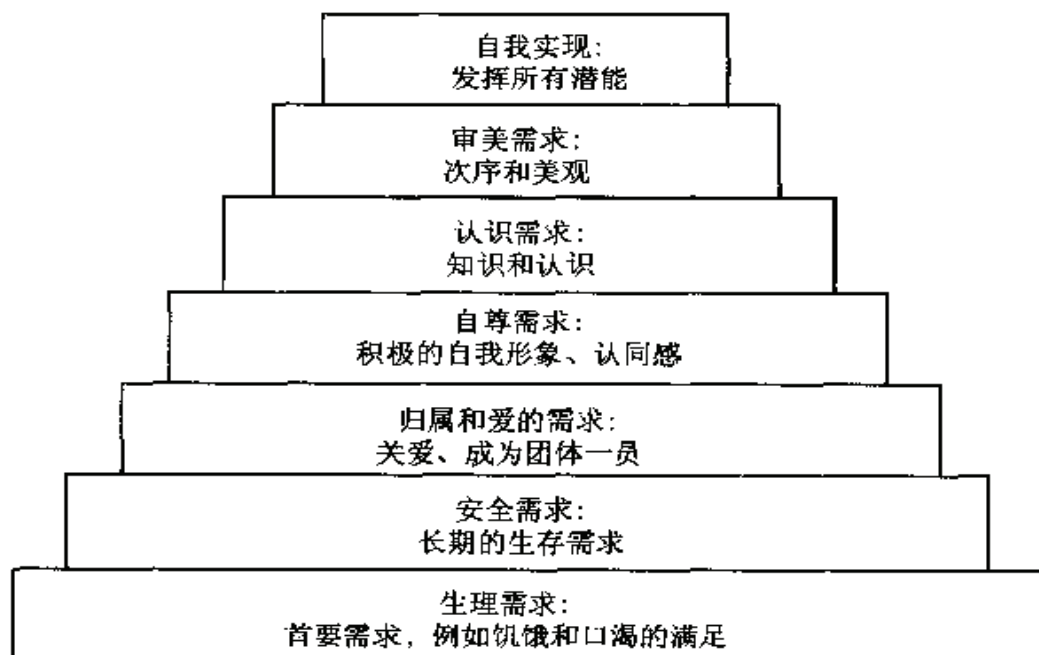 自我实现:
发挥所有潜能
审美需求:
次序和美观
认识需求:
知识和认识
自尊需求:
积极的自我形象、认同感
归属和爱的需求:
关爱、成为团体一员
安全需求:
长期的生存需求
生理需求:
首要需求，例如饥饿和口渴的满足